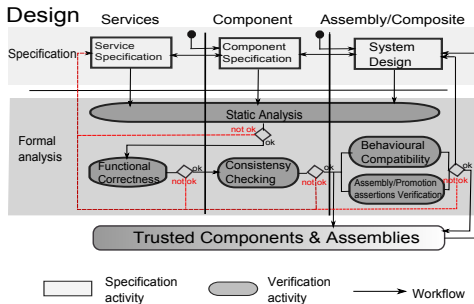 Design
Services
Component
Assembly/Composite
Specification
Service
Specification
Component
Specification
System
Design
Static Analysis
not ok
ok
Formal
analysis
Functional
Correctness
ok
not ok
Consistency
Checking
ok
not ok
Behavioural
Compatibility
Assembly/Promotion
assertions Verification
ok
not ok
Trusted Components & Assemblies
Specification
activity
Verification
activity
Workflow